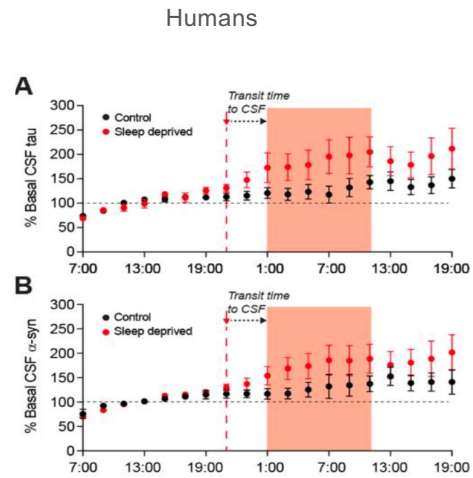 Humans
A
Transit time
to CSF
Control
Sleep deprived
% Basal CSF tau
300
250
200
150
100
50
0
7:00 13:00 19:00 1:00 7:00 13:00 19:00
B
Transit time
to CSF
Control
Sleep deprived
% Basal CSF α-syn
300
250
200
150
100
50
0
7:00 13:00 19:00 1:00 7:00 13:00 19:00